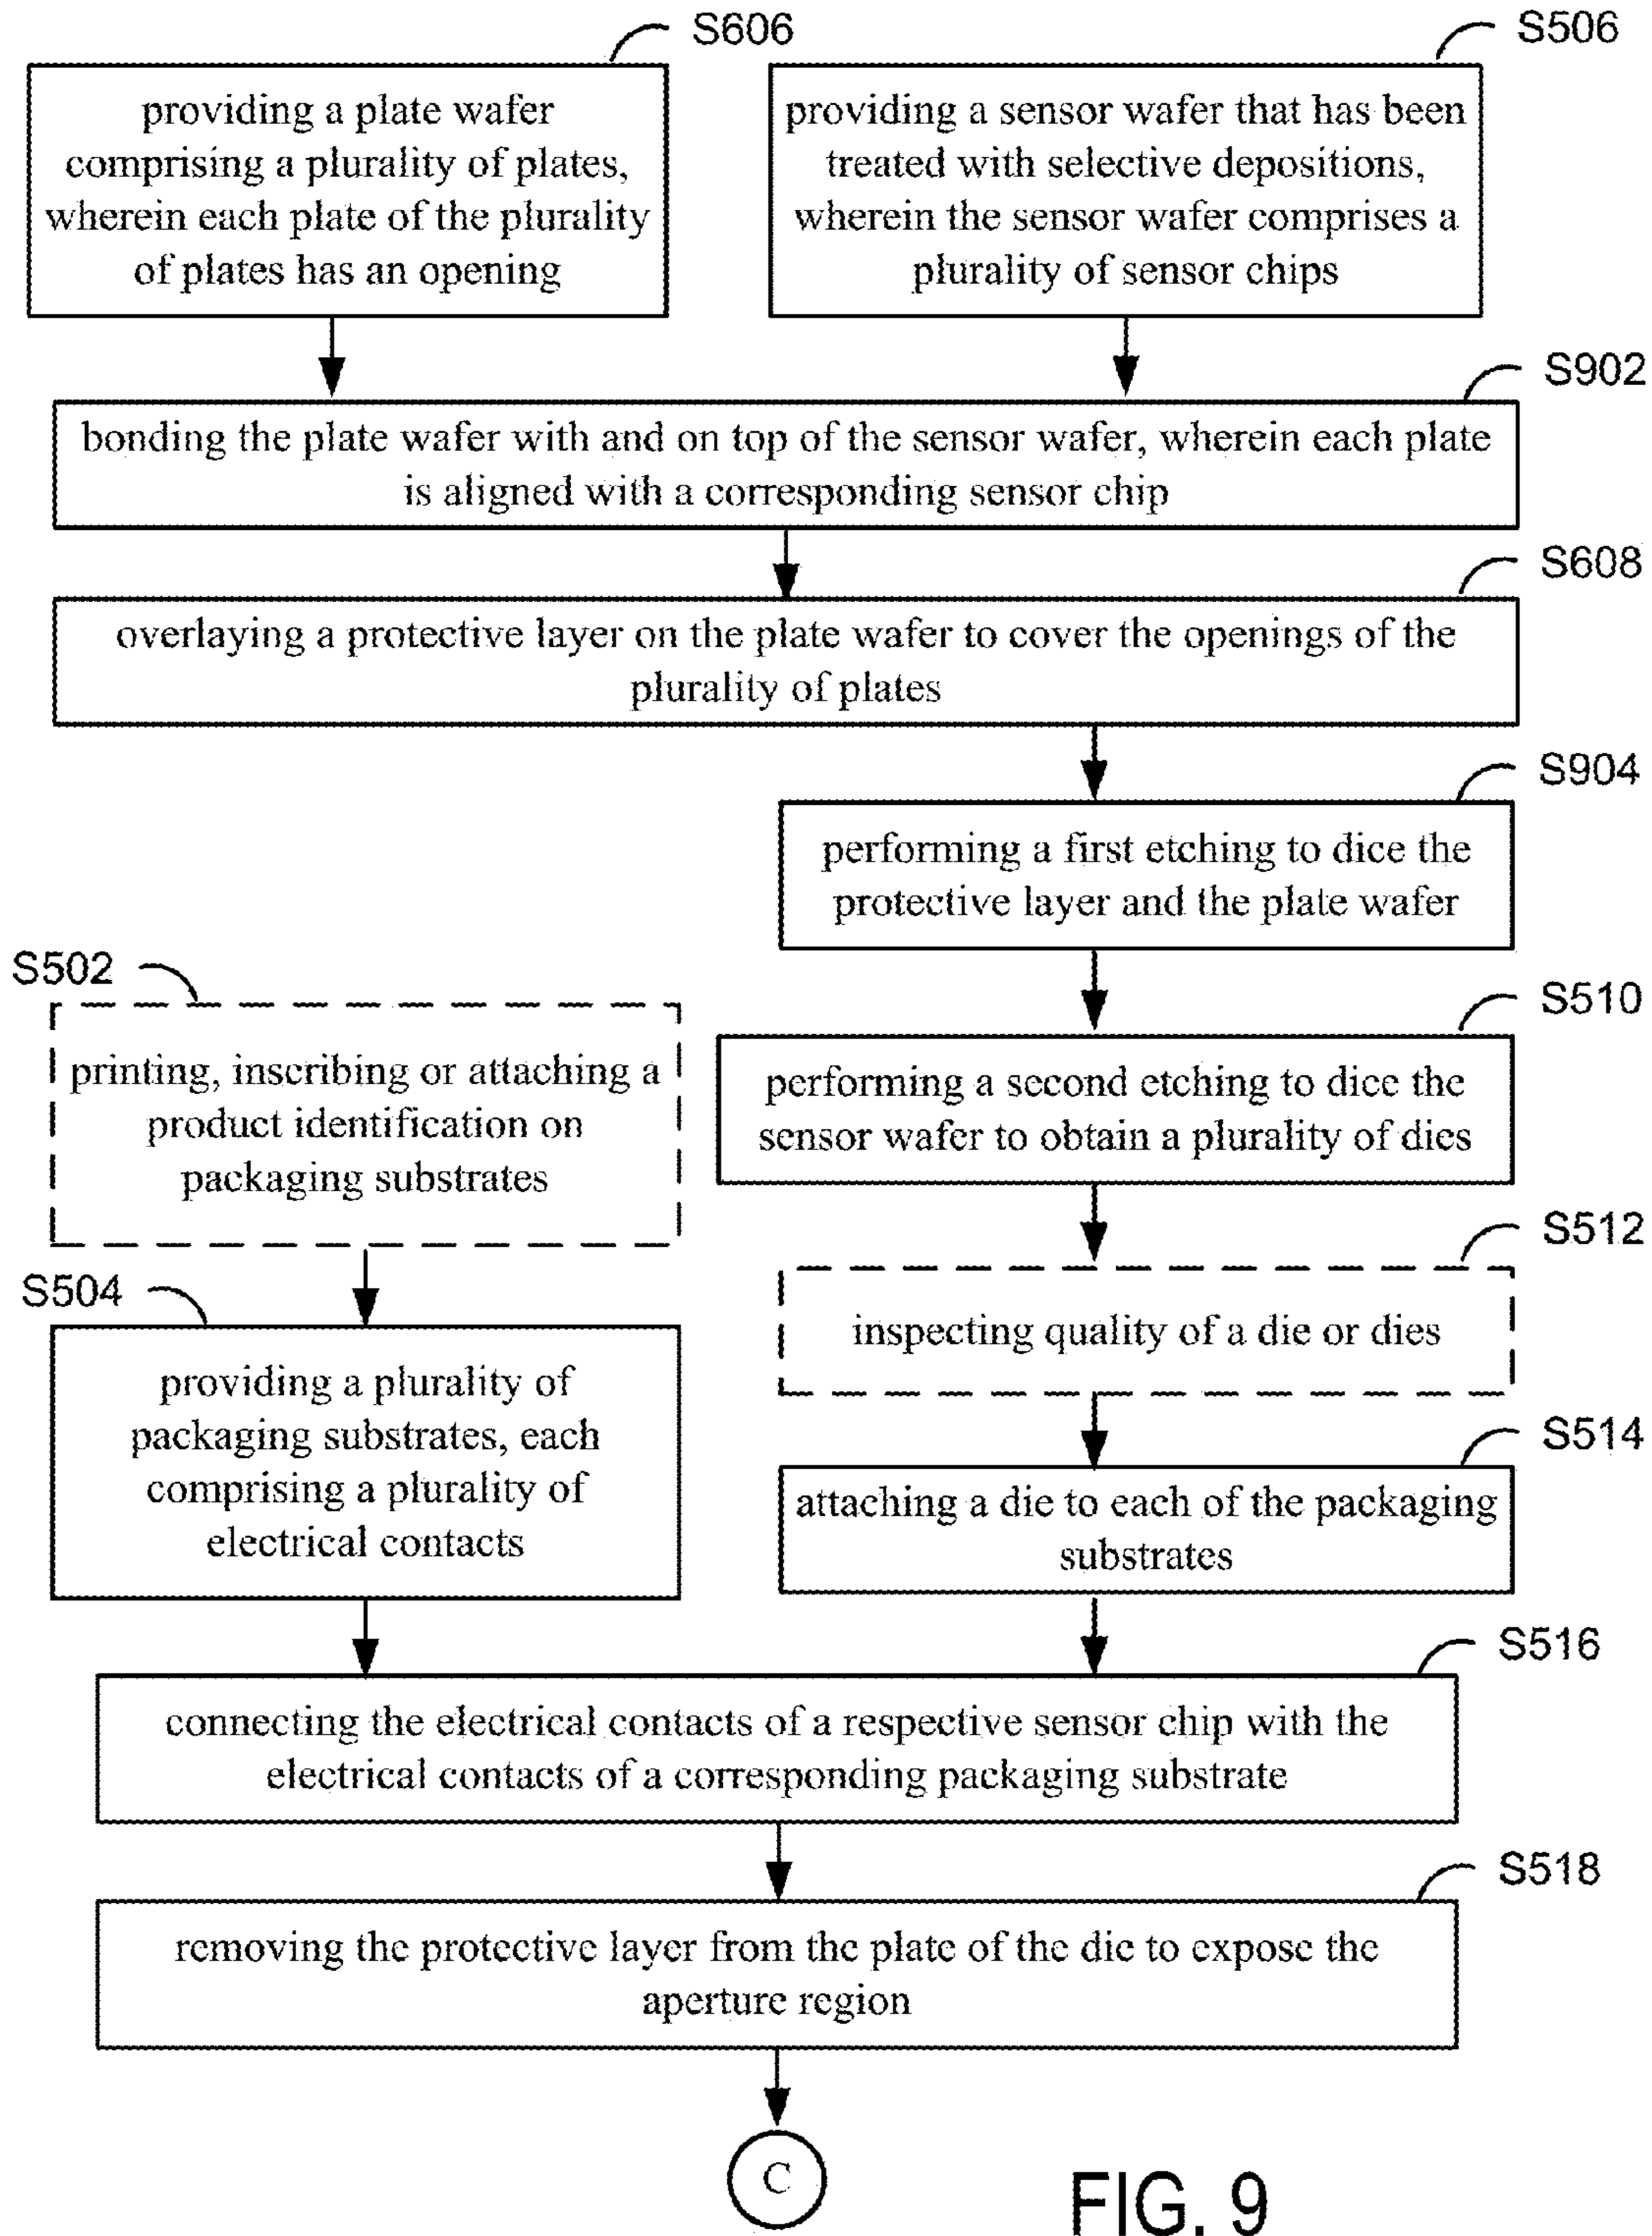 S606
providing a plate wafer
comprising a plurality of plates,
wherein each plate of the plurality
of plates has an opening
S506
providing a sensor wafer that has been
treated with selective depositions,
wherein the sensor wafer comprises a
plurality of sensor chips
S902
bonding the plate wafer with and on top of the sensor wafer, wherein each plate
is aligned with a corresponding sensor chip
S608
overlaying a protective layer on the plate wafer to cover the openings of the
plurality of plates
S904
performing a first etching to dice the
protective layer and the plate wafer
S502
printing, inscribing or attaching a
product identification on
packaging substrates
S510
performing a second etching to dice the
sensor wafer to obtain a plurality of dies
S512
inspecting quality of a die or dies
S504
providing a plurality of
packaging substrates, each
comprising a plurality of
electrical contacts
S514
attaching a die to each of the packaging
substrates
S516
connecting the electrical contacts of a respective sensor chip with the
electrical contacts of a corresponding packaging substrate
S518
removing the protective layer from the plate of the die to expose the
aperture region
C
FIG. 9